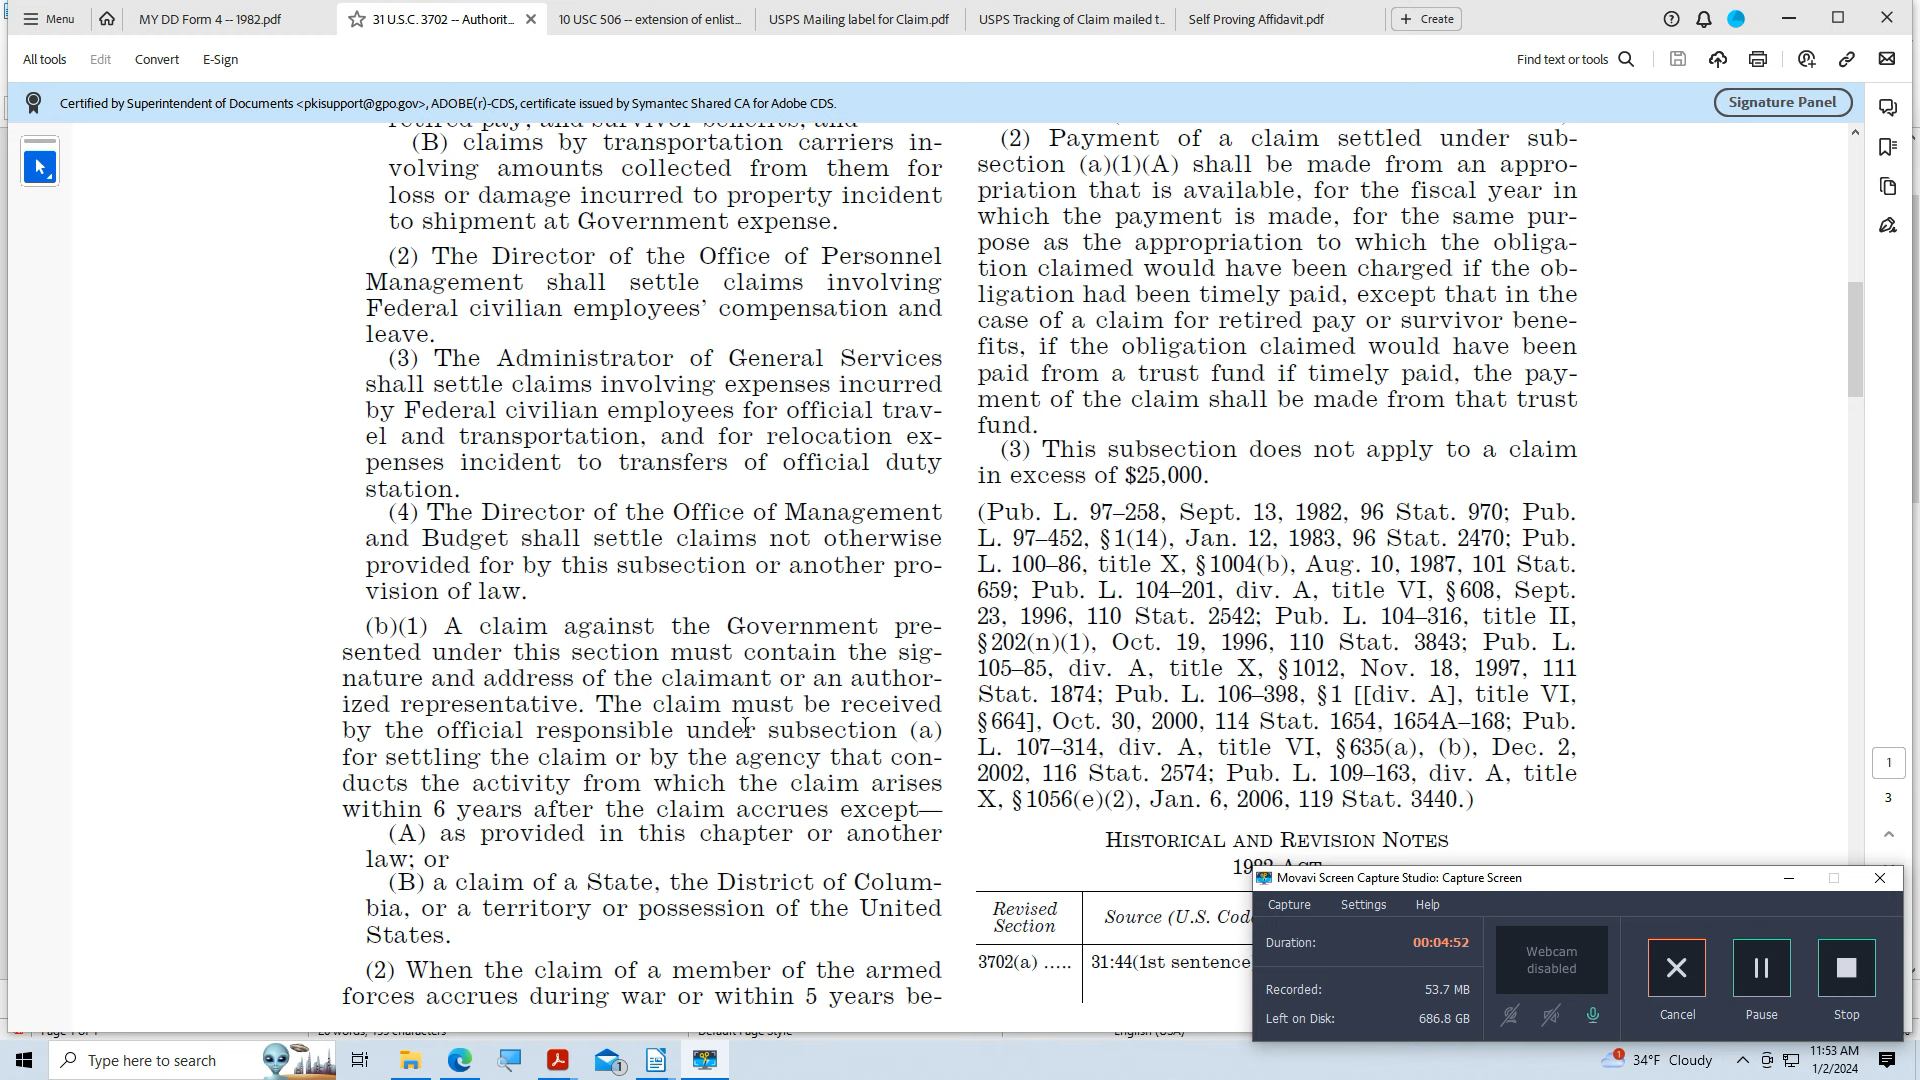 Menu
MY DD Form 4 -- 1982.pdf
31 U.S.C. 3702 -- Authorit...
10 USC 506 -- extension of enlist...
USPS Mailing label for Claim.pdf
USPS Tracking of Claim mailed t...
Self Proving Affidavit.pdf
+ Create
All tools
Edit
Convert
E-Sign
Find text or tools
Certified by Superintendent of Documents <pkisupport@gpo.gov>, ADOBE(r)-CDS, certificate issued by Symantec Shared CA for Adobe CDS.
Signature Panel
retired pay, and survivor benefits; and
(B) claims by transportation carriers in-
volving amounts collected from them for
loss or damage incurred to property incident
to shipment at Government expense.
(2) The Director of the Office of Personnel
Management shall settle claims involving
Federal civilian employees' compensation and
leave.
(3) The Administrator of General Services
shall settle claims involving expenses incurred
by Federal civilian employees for official trav-
el and transportation, and for relocation ex-
penses incident to transfers of official duty
station.
(4) The Director of the Office of Management
and Budget shall settle claims not otherwise
provided for by this subsection or another pro-
vision of law.
(b)(1) A claim against the Government pre-
sented under this section must contain the sig-
nature and address of the claimant or an author-
ized representative. The claim must be received
by the official responsible under subsection (a)
for settling the claim or by the agency that con-
ducts the activity from which the claim arises
within 6 years after the claim accrues except—
(A) as provided in this chapter or another
law; or
(B) a claim of a State, the District of Colum-
bia, or a territory or possession of the United
States.
(2) When the claim of a member of the armed
forces accrues during war or within 5 years be-
(2) Payment of a claim settled under sub-
section (a)(1)(A) shall be made from an appro-
priation that is available, for the fiscal year in
which the payment is made, for the same pur-
pose as the appropriation to which the obliga-
tion claimed would have been charged if the ob-
ligation had been timely paid, except that in the
case of a claim for retired pay or survivor bene-
fits, if the obligation claimed would have been
paid from a trust fund if timely paid, the pay-
ment of the claim shall be made from that trust
fund.
(3) This subsection does not apply to a claim
in excess of $25,000.
(Pub. L. 97–258, Sept. 13, 1982, 96 Stat. 970; Pub.
L. 97–452, §1(14), Jan. 12, 1983, 96 Stat. 2470; Pub.
L. 100–86, title X, §1004(b), Aug. 10, 1987, 101 Stat.
659; Pub. L. 104–201, div. A, title VI, §608, Sept.
23, 1996, 110 Stat. 2542; Pub. L. 104–316, title II,
§202(n)(1), Oct. 19, 1996, 110 Stat. 3843; Pub. L.
105–85, div. A, title X, §1012, Nov. 18, 1997, 111
Stat. 1874; Pub. L. 106–398, §1 [[div. A], title VI,
§664], Oct. 30, 2000, 114 Stat. 1654, 1654A–168; Pub.
L. 107–314, div. A, title VI, §635(a), (b), Dec. 2,
2002, 116 Stat. 2574; Pub. L. 109–163, div. A, title
X, §1056(e)(2), Jan. 6, 2006, 119 Stat. 3440.)
HISTORICAL AND REVISION NOTES
1982 ACT
Revised
Section
Source (U.S. Code
3702(a) .....
31:44(1st sentence
1
3
Movavi Screen Capture Studio: Capture Screen
Capture
Settings
Help
Duration:
00:04:52
Webcam
disabled
Recorded:
53.7 MB
Left on Disk:
686.8 GB
Cancel
Pause
Stop
Default Page Style
English (USA)
Type here to search
1
1
34°F Cloudy
11:53 AM
1/2/2024